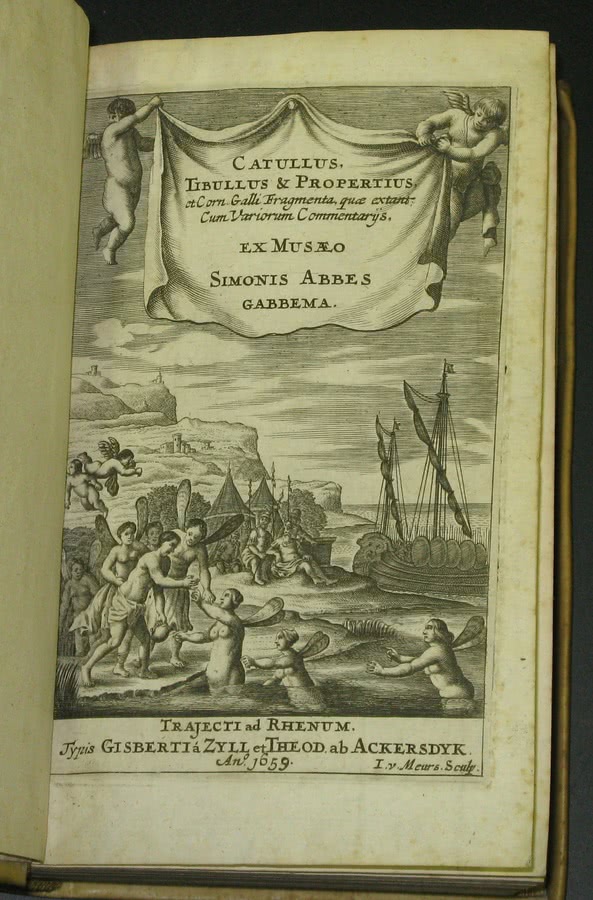 CATULLUS,
TIBULLUS & PROPERTIUS,
et Corn. Galli Fragmenta, quæ extant
Cum Variorum Commentarijs,
EX MUSÆO
SIMONIS ABBES
GABBEMA.
TRAJECTI ad RHENUM.
Typis GISBERTI á ZYLL et THEOD. ab ACKERSDYK.
Anº 1659.
I. v. Meurs. Sculp.